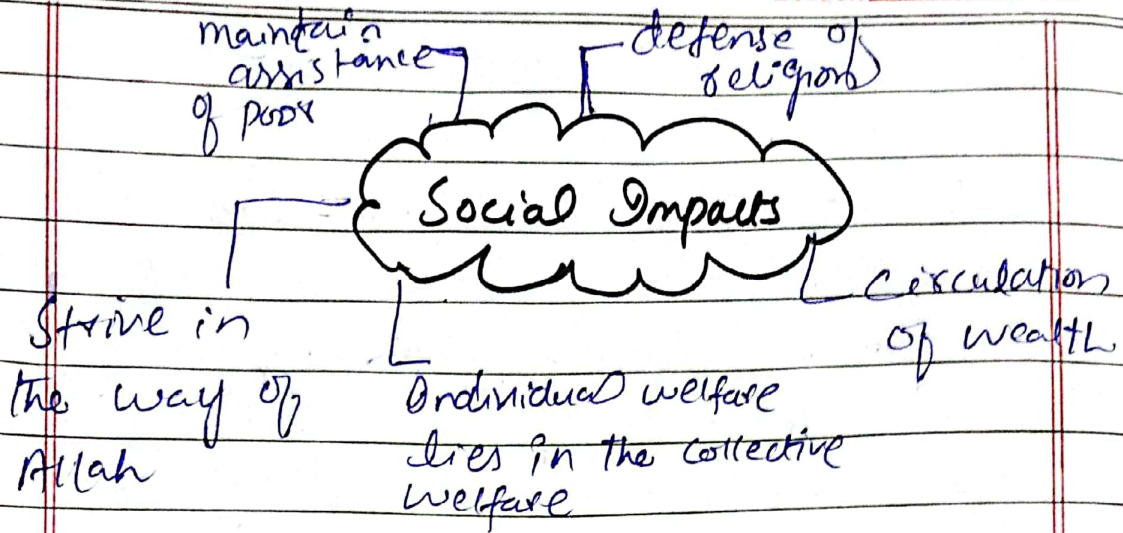 maintain
assistance
of poor
defense of
religion
Social Impacts
Circulation
of wealth
Strive in
the way of
Allah
Individual welfare
lies in the collective
welfare